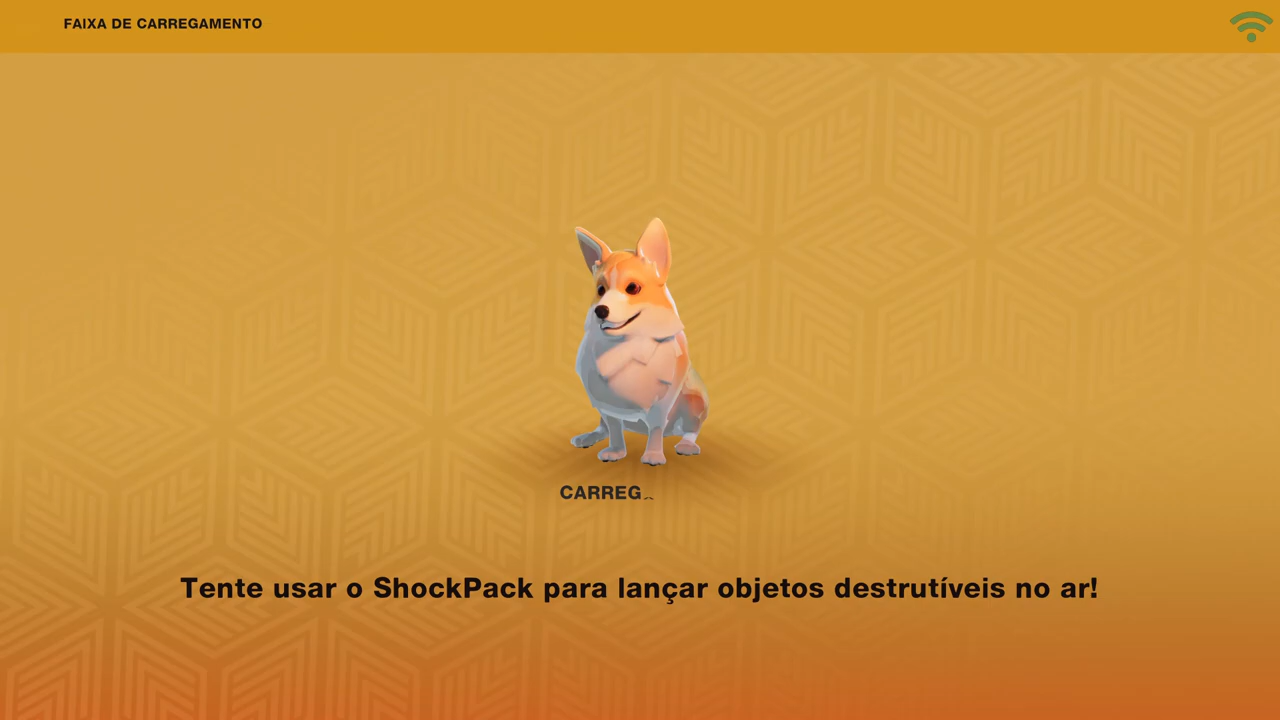 FAIXA DE CARREGAMENTO
CARREG
Tente usar o ShockPack para lançar objetos destrutíveis no ar!